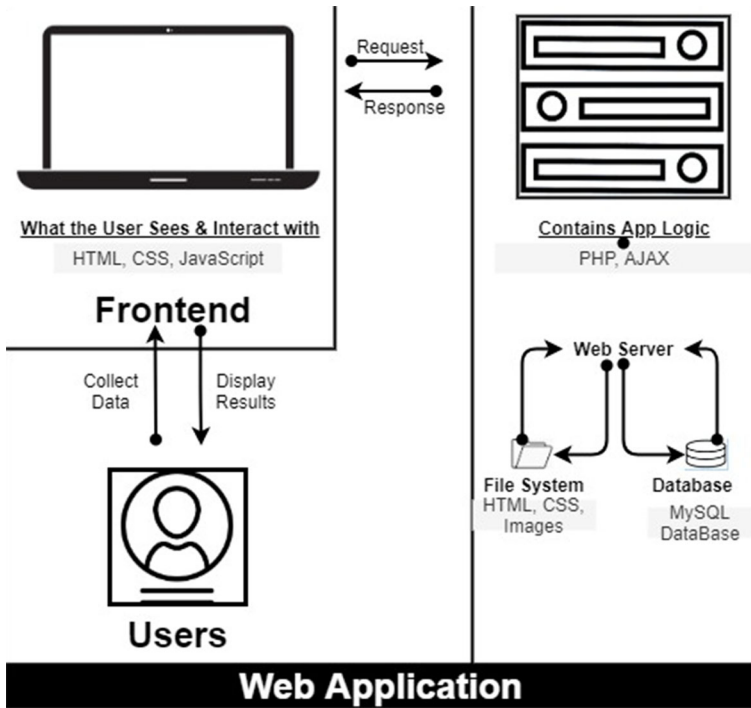 Request
Response
What the User Sees & Interact with
HTML, CSS, JavaScript
Frontend
Contains App Logic
PHP, AJAX
Web Server
Collect
Data
Display
Results
File System
HTML, CSS,
Images
Database
MySQL
DataBase
Users
Web Application